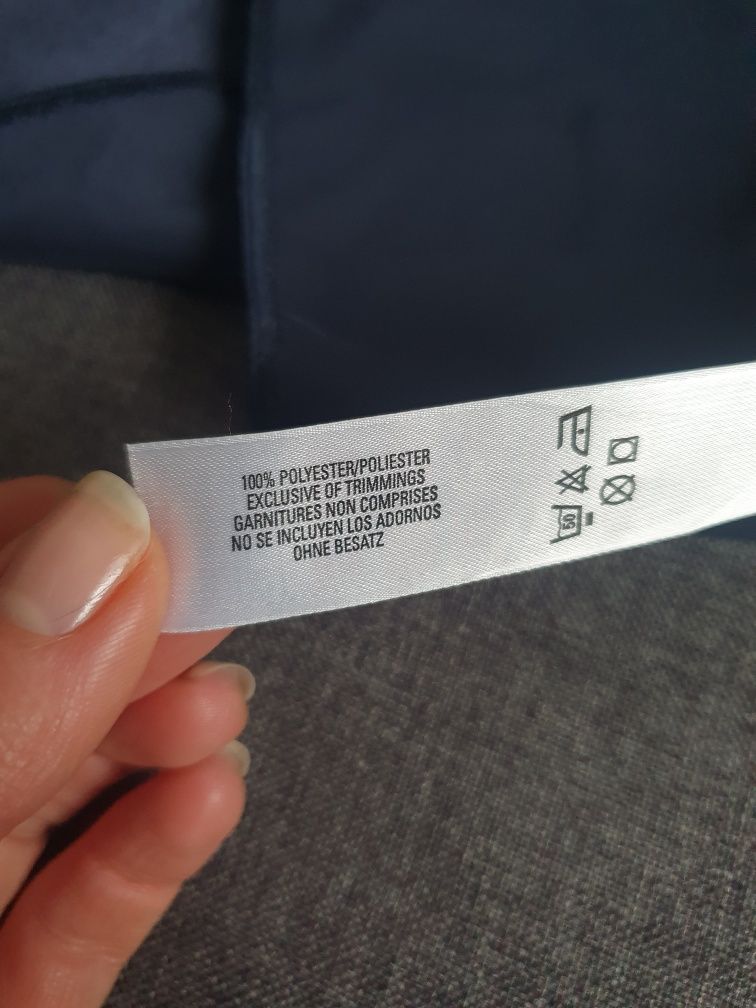 100% POLYESTER/POLIESTER
EXCLUSIVE OF TRIMMINGS
GARNITURES NON COMPRISES
NO SE INCLUYEN LOS ADORNOS
OHNE BESATZ